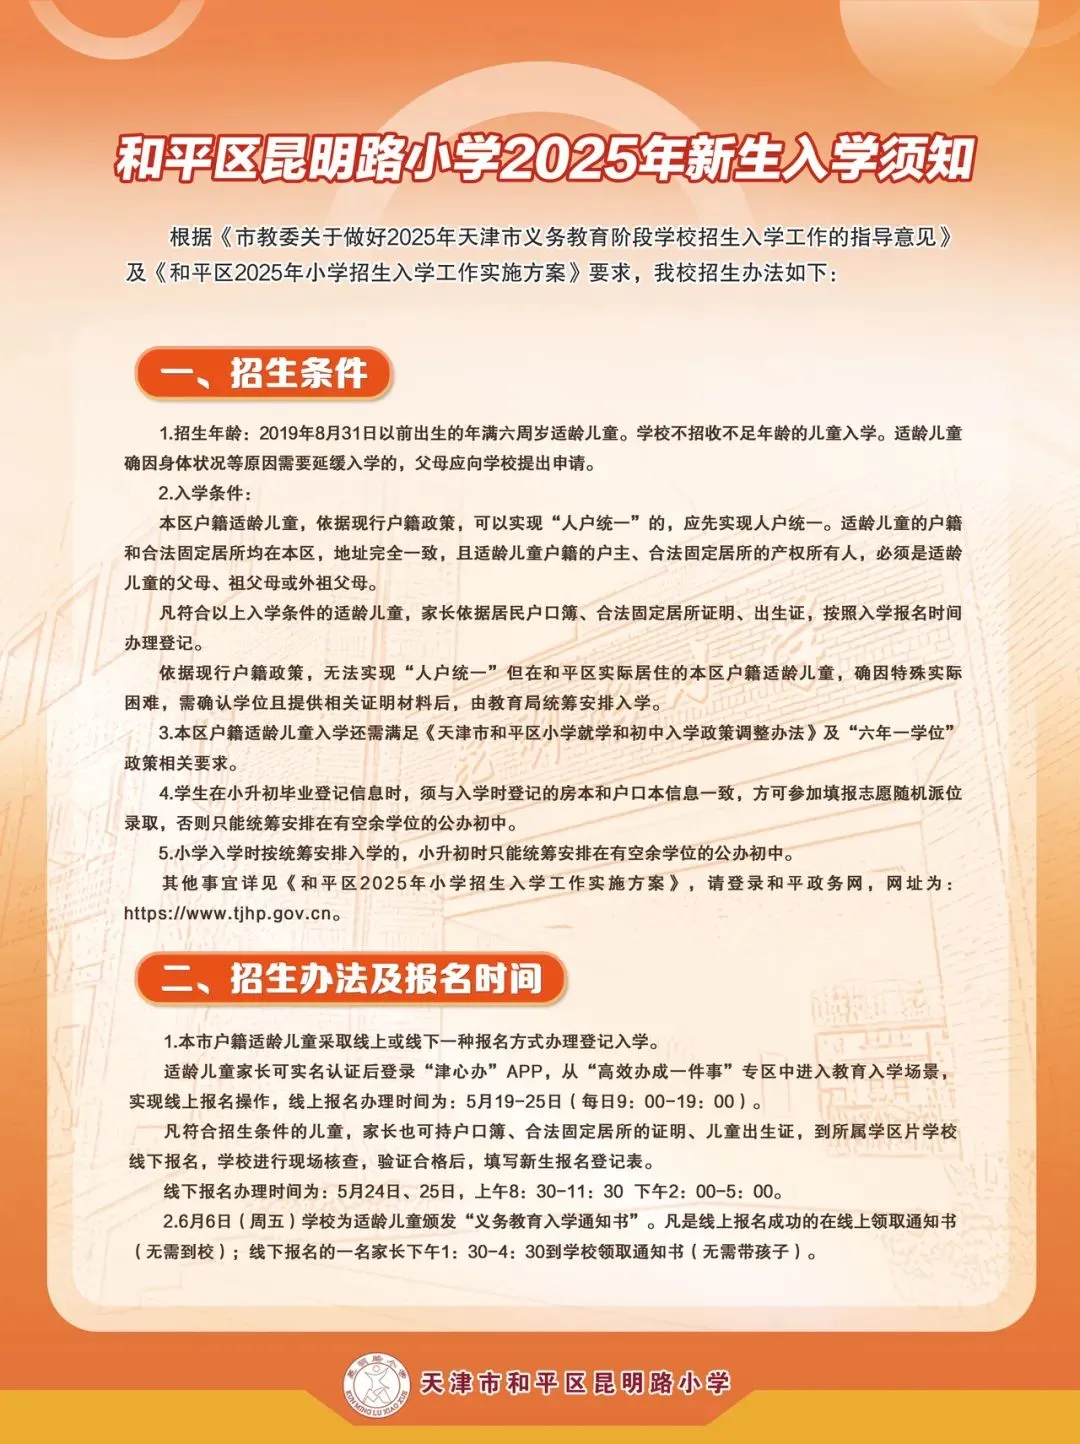 和平区昆明路小学2025年新生入学须知
根据《市教委关于做好2025年天津市义务教育阶段学校招生入学工作的指导意见》
及《和平区2025年小学招生入学工作实施方案》要求，我校招生办法如下：
一、招生条件
1.招生年龄：2019年8月31日以前出生的年满六周岁适龄儿童。学校不招收不足年龄的儿童入学。适龄儿童
确因身体状况等原因需要延缓入学的，父母应向学校提出申请。
2.入学条件：
本区户籍适龄儿童，依据现行户籍政策，可以实现“人户统一”的，应先实现人户统一。适龄儿童的户籍
和合法固定居所均在本区，地址完全一致，且适龄儿童户籍的户主、合法固定居所的产权所有人，必须是适龄
儿童的父母、祖父母或外祖父母。
凡符合以上入学条件的适龄儿童，家长依据居民户口簿、合法固定居所证明、出生证，按照入学报名时间
办理登记。
依据现行户籍政策，无法实现“人户统一”但在和平区实际居住的本区户籍适龄儿童，确因特殊实际
困难，需确认学位且提供相关证明材料后，由教育局统筹安排入学。
3.本区户籍适龄儿童入学还需满足《天津市和平区小学就学和初中入学政策调整办法》及“六年一学位”
政策相关要求。
4.学生在小升初毕业登记信息时，须与入学时登记的房本和户口本信息一致，方可参加填报志愿随机派位
录取，否则只能统筹安排在有空余学位的公办初中。
5.小学入学时按统筹安排入学的，小升初时只能统筹安排在有空余学位的公办初中。
其他事宜详见《和平区2025年小学招生入学工作实施方案》，请登录和平政务网，网址为：
https://www.tjhp.gov.cn。
二、招生办法及报名时间
1.本市户籍适龄儿童采取线上或线下一种报名方式办理登记入学。
适龄儿童家长可实名认证后登录“津心办”APP，从“高效办成一件事”专区中进入教育入学场景，
实现线上报名操作，线上报名办理时间为：5月19-25日（每日9：00-19：00）。
凡符合招生条件的儿童，家长也可持户口簿、合法固定居所的证明、儿童出生证，到所属学区片学校
线下报名，学校进行现场核查，验证合格后，填写新生报名登记表。
线下报名办理时间为：5月24日、25日，上午8：30-11：30 下午2：00-5：00。
2.6月6日（周五）学校为适龄儿童颁发“义务教育入学通知书”。凡是线上报名成功的在线上领取通知书
（无需到校）；线下报名的一名家长下午1：30-4：30到学校领取通知书（无需带孩子）。
昆明路小学
KUN MING LU XIAO XUE
天津市和平区昆明路小学